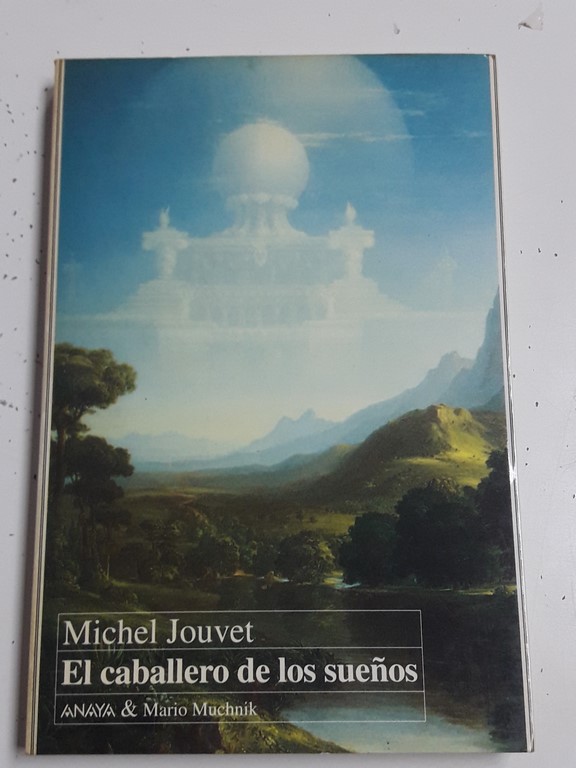 Michel Jouvet
El caballero de los sueños
ANAYA & Mario Muchnik